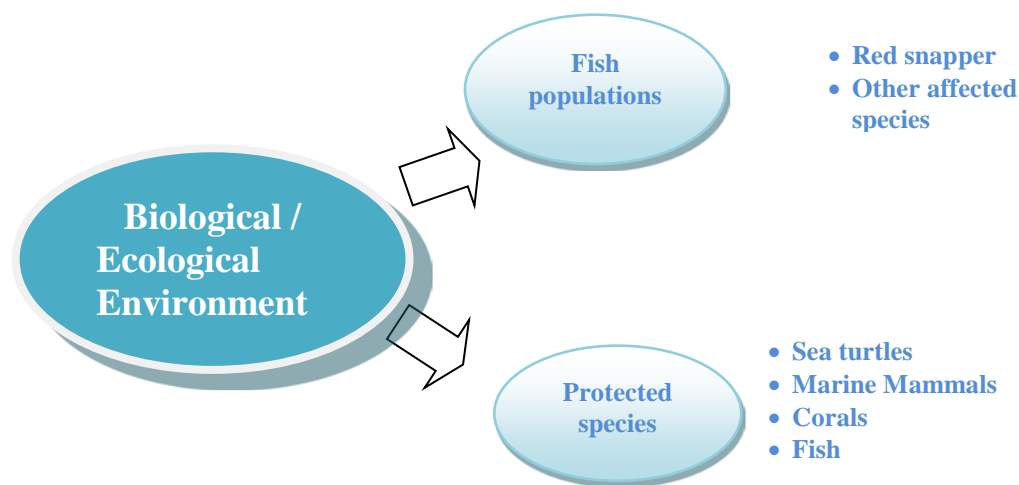 Fish
populations
• Red snapper
• Other affected
species
Biological /
Ecological
Environment
Protected
species
• Sea turtles
• Marine Mammals
• Corals
• Fish